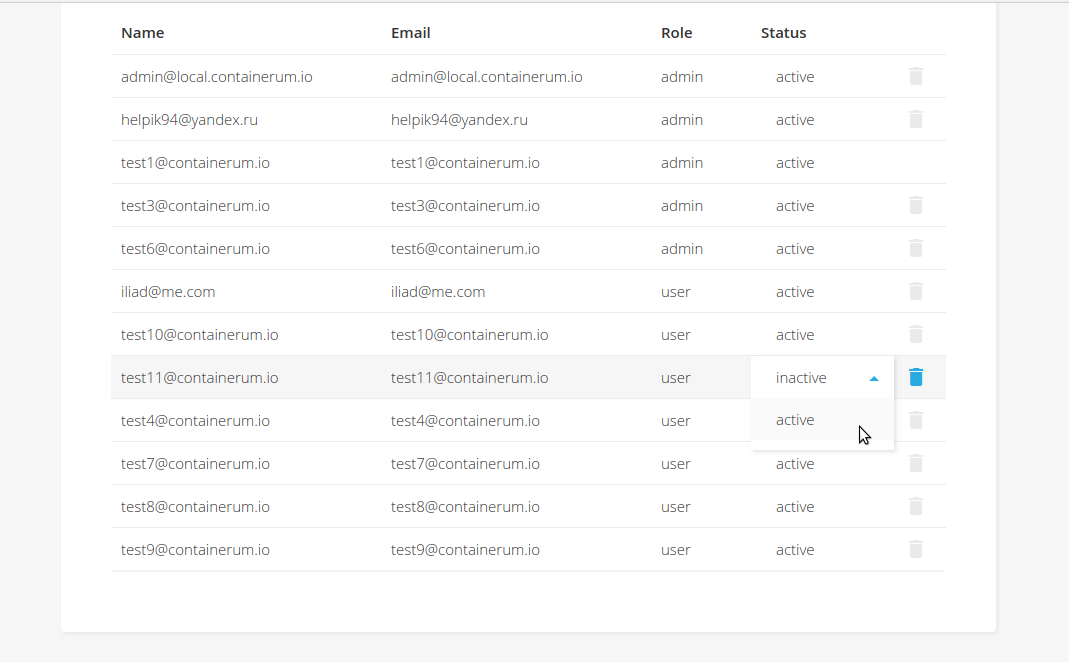 Name Email Role Status
admin@local.containerum.io admin@local.containerum.io admin active
helpik94@yandex.ru helpik94@yandex.ru admin active
test1@containerum.io test1@containerum.io admin active
test3@containerum.io test3@containerum.io admin active
test6@containerum.io test6@containerum.io admin active
iliad@me.com iliad@me.com user active
test10@containerum.io test10@containerum.io user active
test11@containerum.io test11@containerum.io user inactive
test4@containerum.io test4@containerum.io user active
test7@containerum.io test7@containerum.io user active
test8@containerum.io test8@containerum.io user active
test9@containerum.io test9@containerum.io user active